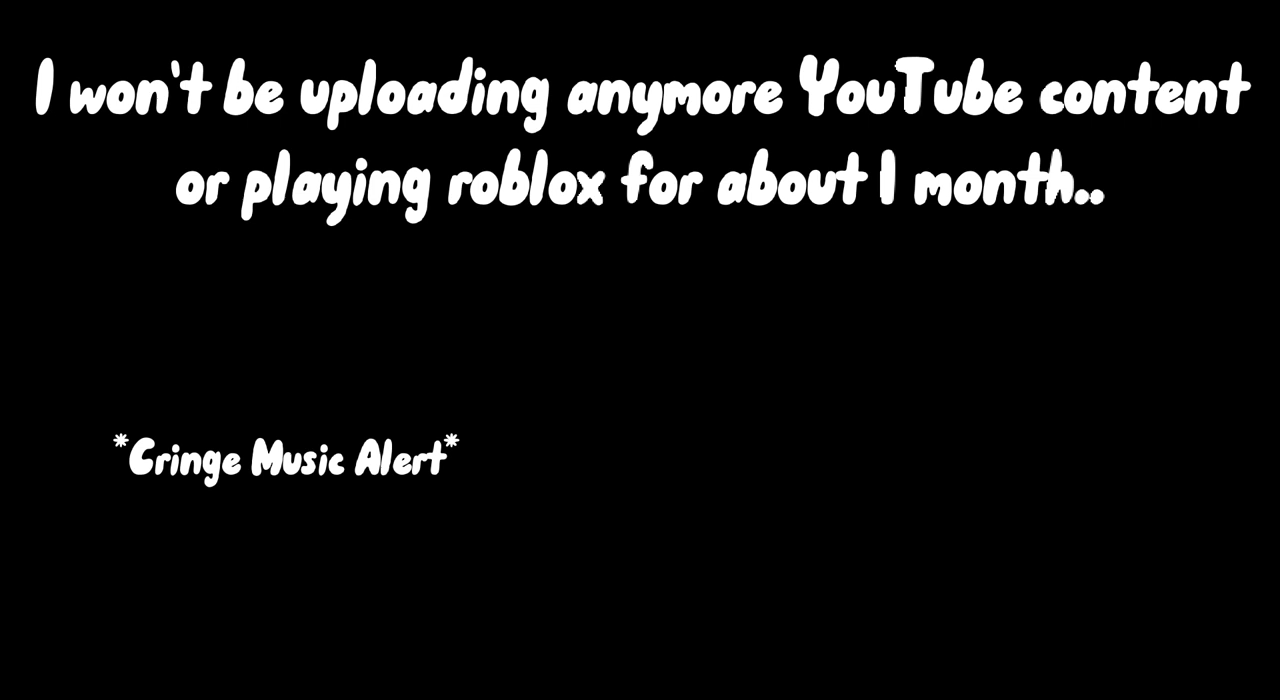 I won't be uploading anymore YouTube content
or playing roblox for about 1 month..
*Cringe Music Alert*